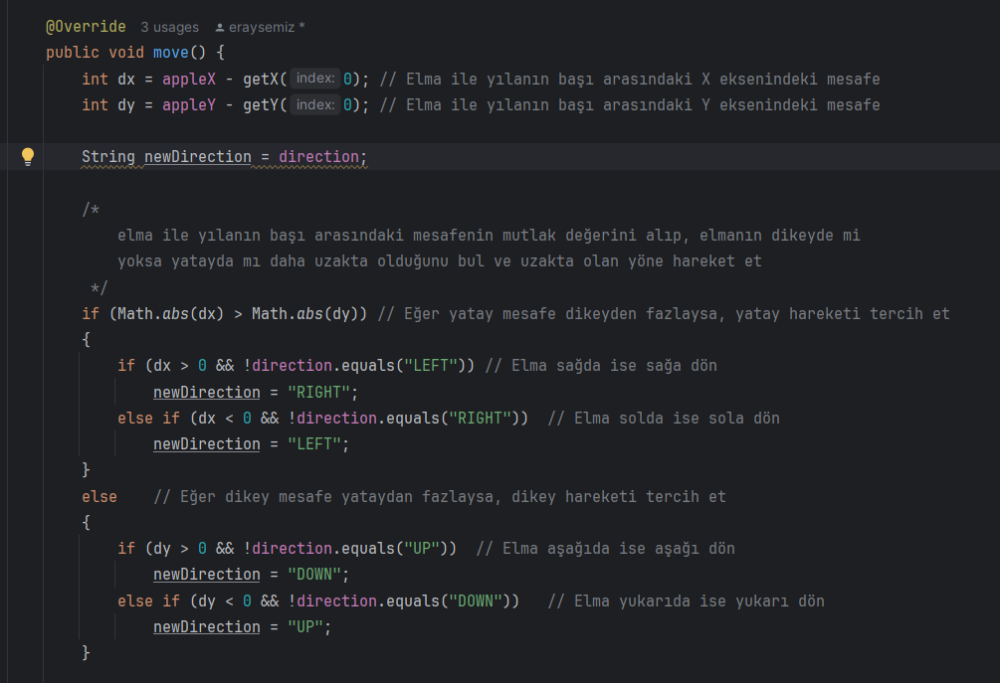 @Override 3 usages eraysemiz *
public void move() {
int dx = appleX - getX( index: 0); // Elma ile yılanın başı arasındaki X eksenindeki mesafe
int dy = appleY - getY( index: 0); // Elma ile yılanın başı arasındaki Y eksenindeki mesafe
String newDirection = direction;
/*
elma ile yılanın başı arasındaki mesafenin mutlak değerini alıp, elmanın dikeyde mi
yoksa yatayda mı daha uzakta olduğunu bul ve uzakta olan yöne hareket et
*/
if (Math.abs(dx) > Math.abs(dy)) // Eğer yatay mesafe dikeyden fazlaysa, yatay hareketi tercih et
{
if (dx > 0 && !direction.equals("LEFT")) // Elma sağda ise sağa dön
newDirection = "RIGHT";
else if (dx < 0 && !direction.equals("RIGHT")) // Elma solda ise sola dön
newDirection = "LEFT";
}
else // Eğer dikey mesafe yataydan fazlaysa, dikey hareketi tercih et
{
if (dy > 0 && !direction.equals("UP")) // Elma aşağıda ise aşağı dön
newDirection = "DOWN";
else if (dy < 0 && !direction.equals("DOWN")) // Elma yukarıda ise yukarı dön
newDirection = "UP";
}